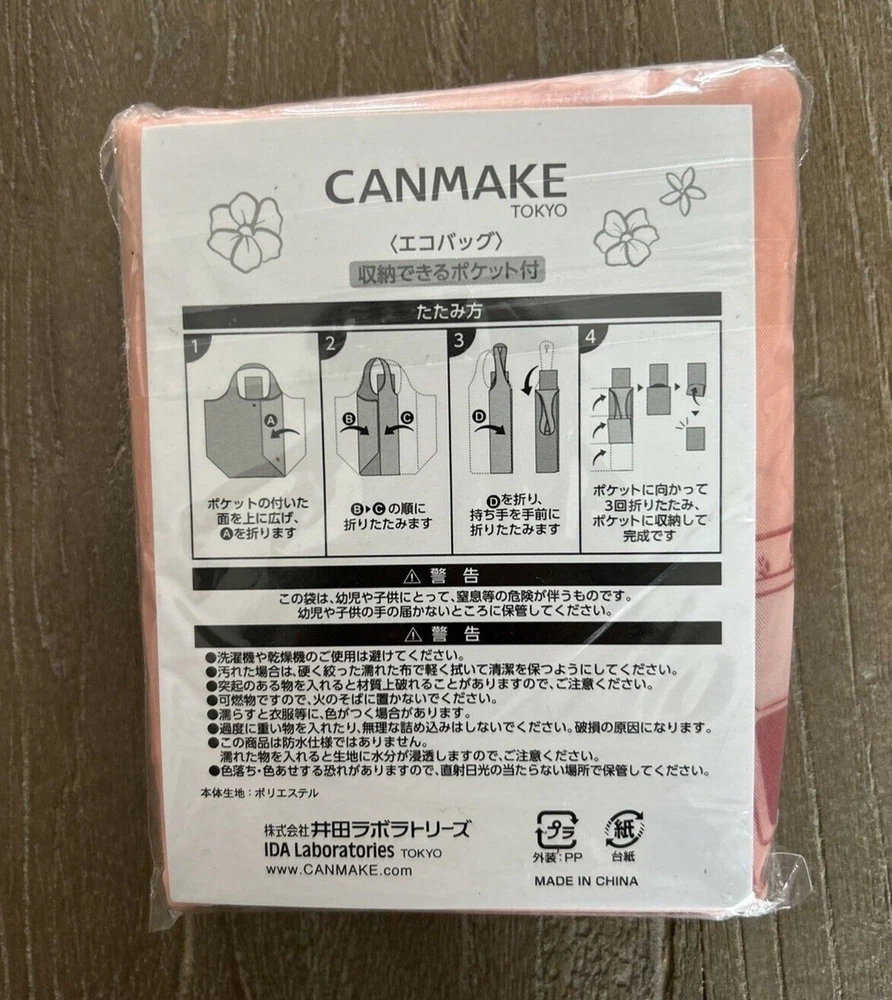 CANMAKE
TOKYO
〈エコバッグ〉
収納できるポケット付
たたみ方
1
2
3
4
A
B
C
D
ポケットの付いた
面を上に広げ、
Aを折ります
B▸Cの順に
折りたたみます
Dを折り、
持ち手を手前に
折りたたみます
ポケットに向かって
3回折りたたみ、
ポケットに収納して
完成です
⚠ 警告
この袋は、幼児や子供にとって、窒息等の危険が伴うものです。
幼児や子供の手の届かないところに保管してください。
⚠ 警告
●洗濯機や乾燥機のご使用は避けてください。
●汚れた場合は、硬く絞った濡れた布で軽く拭いて清潔を保つようにしてください。
●突起のある物を入れると材質上破れることがありますので、ご注意ください。
●可燃物ですので、火のそばに置かないでください。
●濡らすと衣服等に、色がつく場合があります。
●過度に重い物を入れたり、無理な詰め込みはしないでください。破損の原因になります。
●この商品は防水仕様ではありません。
濡れた物を入れると生地に水分が浸透しますので、ご注意ください。
●色落ち・色あせする恐れがありますので、直射日光の当たらない場所で保管してください。
本体生地：ポリエステル
株式会社 井田ラボラトリーズ
IDA Laboratories TOKYO
www.CANMAKE.com
プラ
外装：PP
紙
台紙
MADE IN CHINA